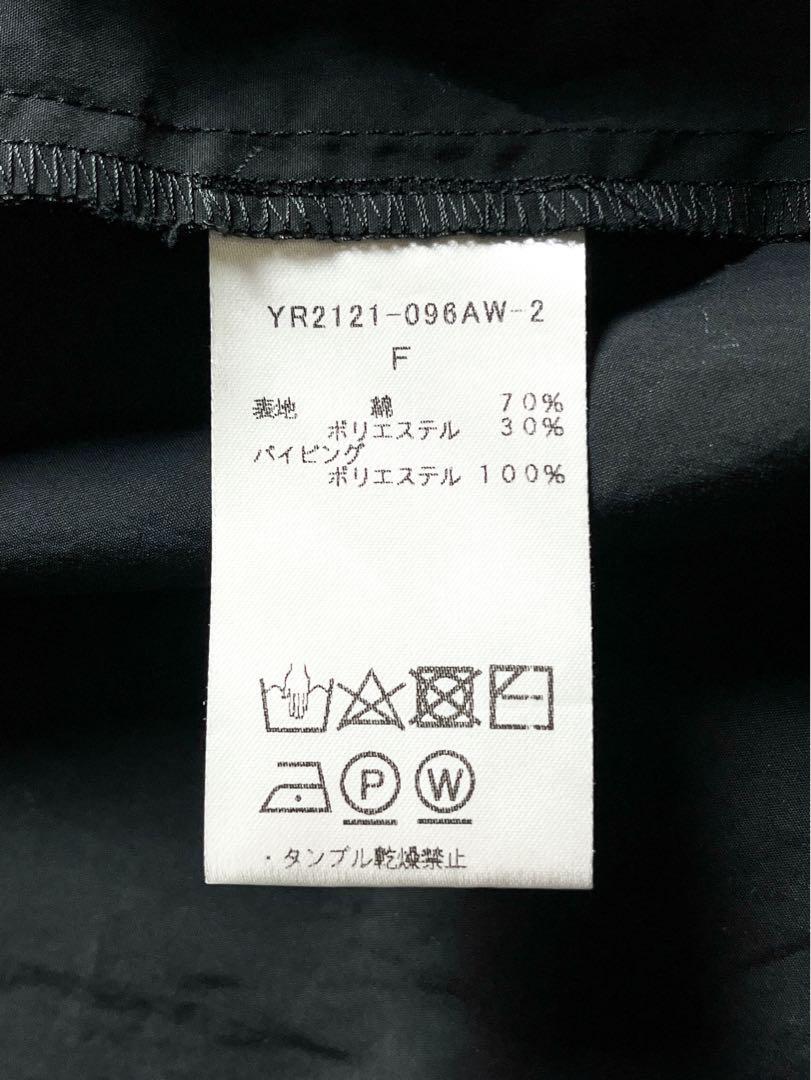 YR2121-096AW-2
F
表地 綿 70%
ポリエステル 30%
パイピング
ポリエステル 100%
P W
・タンブル乾燥禁止